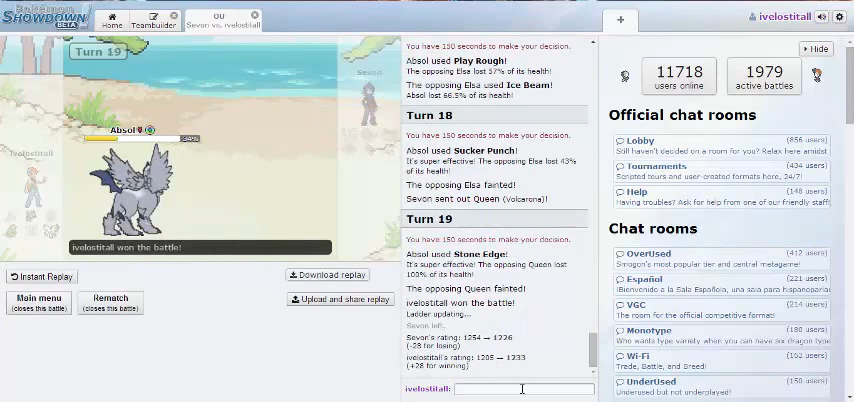 Pokémon
SHOWDOWN
BETA
Home
Teambuilder
OU
Sevon vs. ivelostitall
+
ivelostitall
Turn 19
Sevon
Absol
34%
ivelostitall
ivelostitall won the battle!
Instant Replay
Download replay
Main menu
(closes this battle)
Rematch
(closes this battle)
Upload and share replay
You have 150 seconds to make your decision.
Absol used Play Rough!
The opposing Elsa lost 57% of its health!
The opposing Elsa used Ice Beam!
Absol lost 66.5% of its health!
Turn 18
You have 150 seconds to make your decision.
Absol used Sucker Punch!
It's super effective! The opposing Elsa lost 43%
of its health!
The opposing Elsa fainted!
Sevon sent out Queen (Volcarona)!
Turn 19
You have 150 seconds to make your decision.
Absol used Stone Edge!
It's super effective! The opposing Queen lost
100% of its health!
The opposing Queen fainted!
ivelostitall won the battle!
Ladder updating...
Sevon left.
Sevon's rating: 1254 → 1226
(-28 for losing)
ivelostitall's rating: 1205 → 1233
(+28 for winning)
ivelostitall:
Hide
11718
users online
1979
active battles
Official chat rooms
Lobby
(856 users)
Still haven't decided on a room for you? Relax here amidst
Tournaments
(434 users)
Scripted tours and user-created formats here, 24/7!
Help
(148 users)
Having troubles? Ask for help from one of our friendly staff!
Chat rooms
OverUsed
(412 users)
Smogon's most popular tier and central metagame!
Español
(221 users)
¡Bienvenido a la Sala Española, una sala para hispanoparlan
VGC
(214 users)
The room for the official competitive format!
Monotype
(180 users)
Who wants type variety when you can have six dragon type
Wi-Fi
(162 users)
Trade, Battle, and Breed!
UnderUsed
(150 users)
Underused but not underplayed!